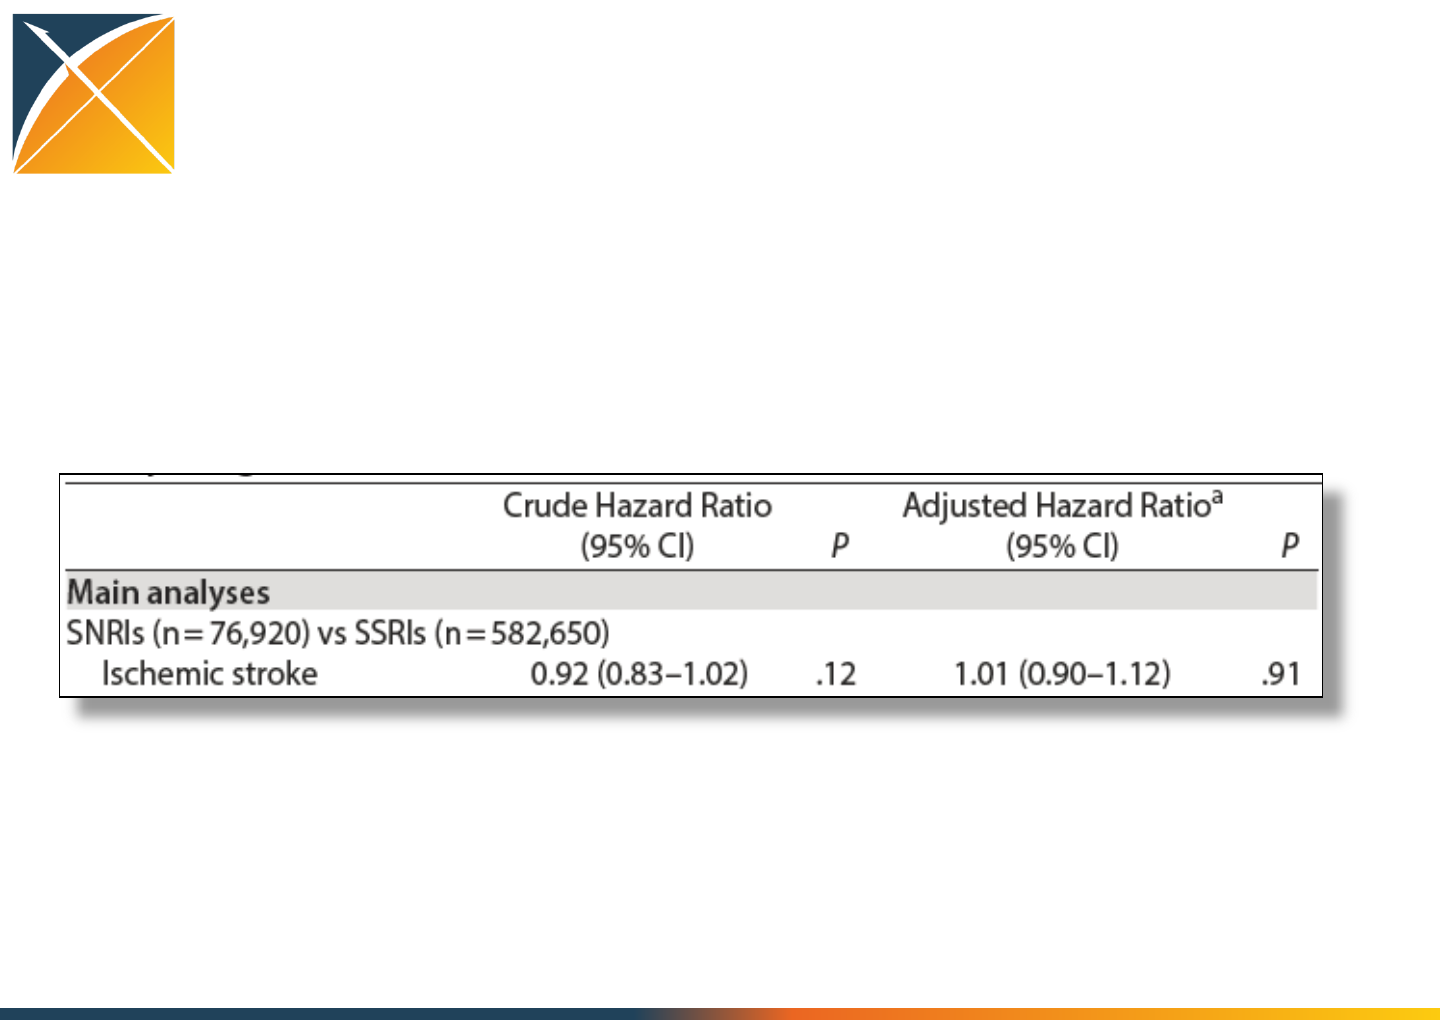 Crude Hazard Ratio Adjusted Hazard Ratioᵃ
(95% CI) P (95% CI) P
Main analyses
SNRIs (n = 76,920) vs SSRIs (n = 582,650)
Ischemic stroke 0.92 (0.83–1.02) .12 1.01 (0.90–1.12) .91